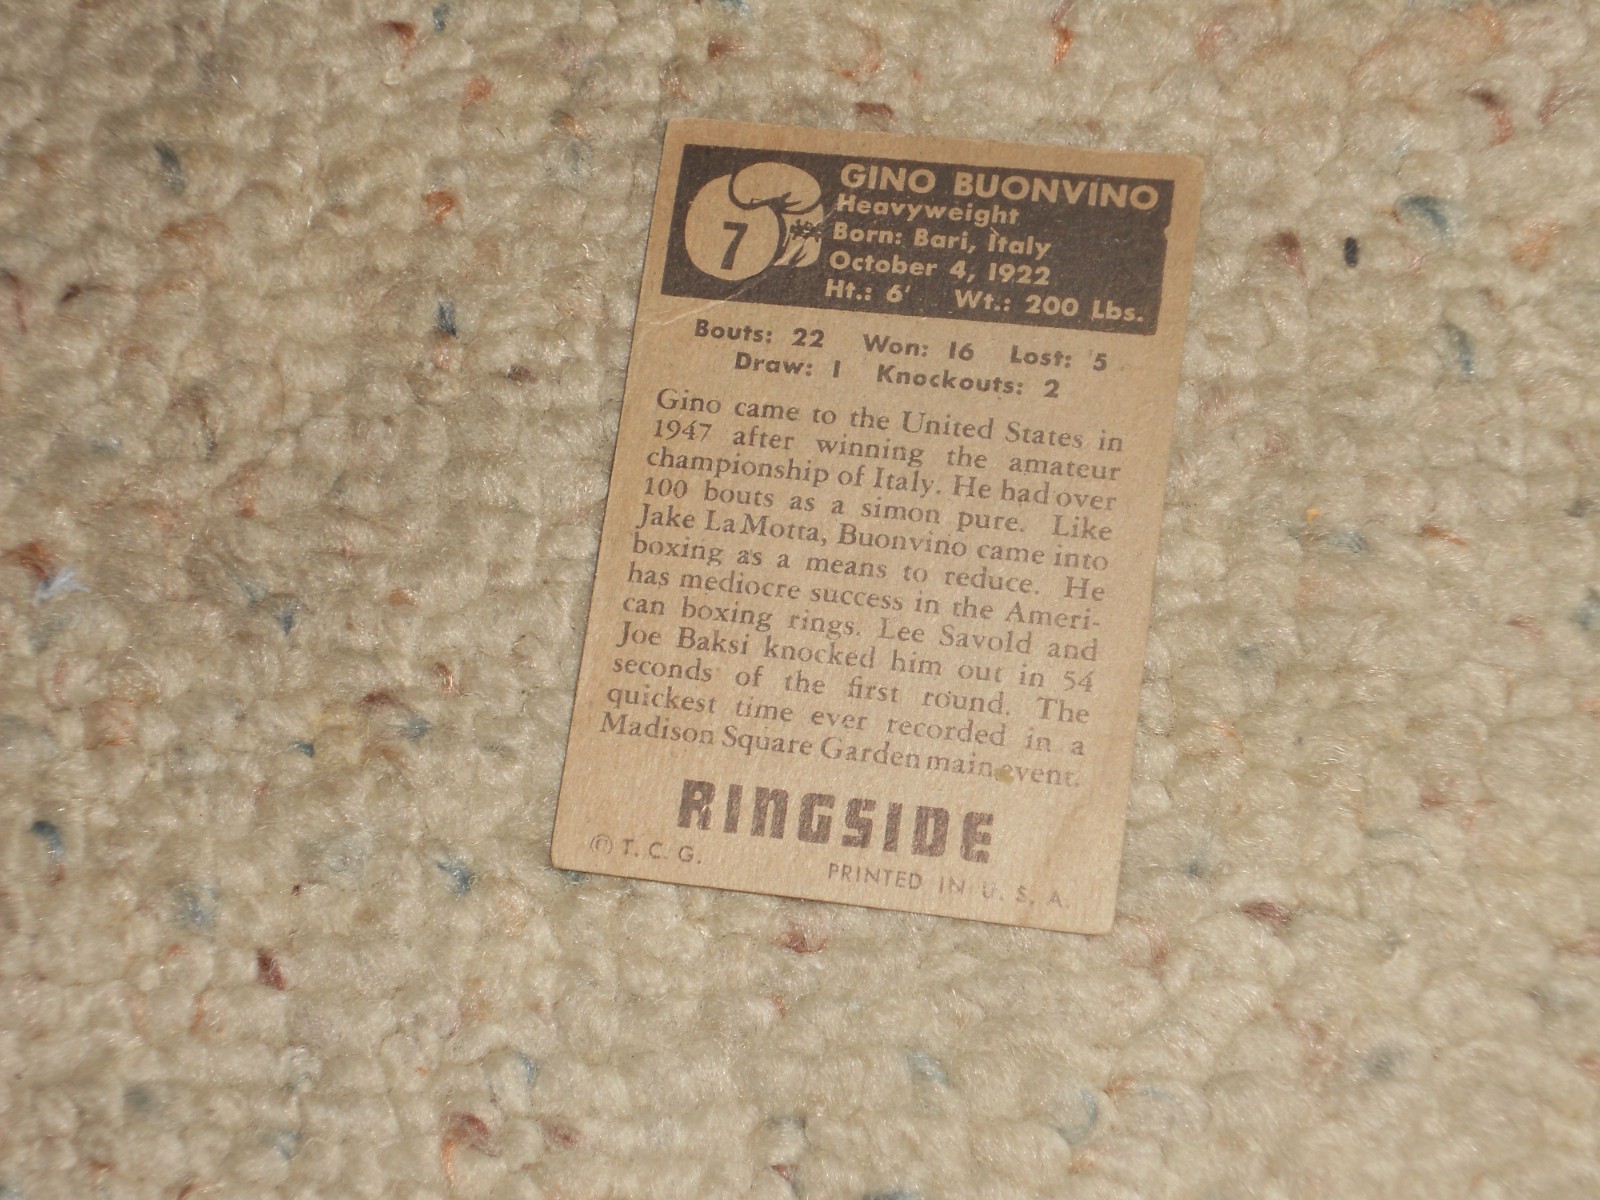 7
GINO BUONVINO
Heavyweight
Born: Bari, Italy
October 4, 1922
Ht.: 6' Wt.: 200 Lbs.
Bouts: 22 Won: 16 Lost: 5
Draw: 1 Knockouts: 2
Gino came to the United States in
1947 after winning the amateur
championship of Italy. He had over
100 bouts as a simon pure. Like
Jake LaMotta, Buonvino came into
boxing as a means to reduce. He
has mediocre success in the Ameri-
can boxing rings. Lee Savold and
Joe Baksi knocked him out in 54
seconds of the first round. The
quickest time ever recorded in a
Madison Square Garden main event.
RINGSIDE
© T. C. G.
PRINTED IN U. S. A.